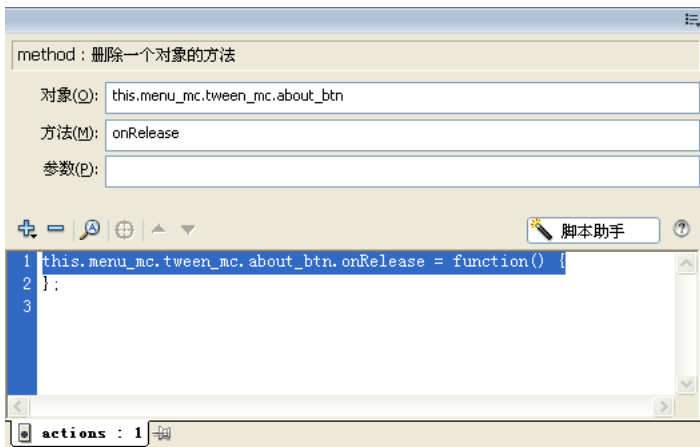 method : 删除一个对象的方法
对象(O): this.menu_mc.tween_mc.about_btn
方法(M): onRelease
参数(P):
脚本助手
1 this.menu_mc.tween_mc.about_btn.onRelease = function() {
2 };
3
actions : 1